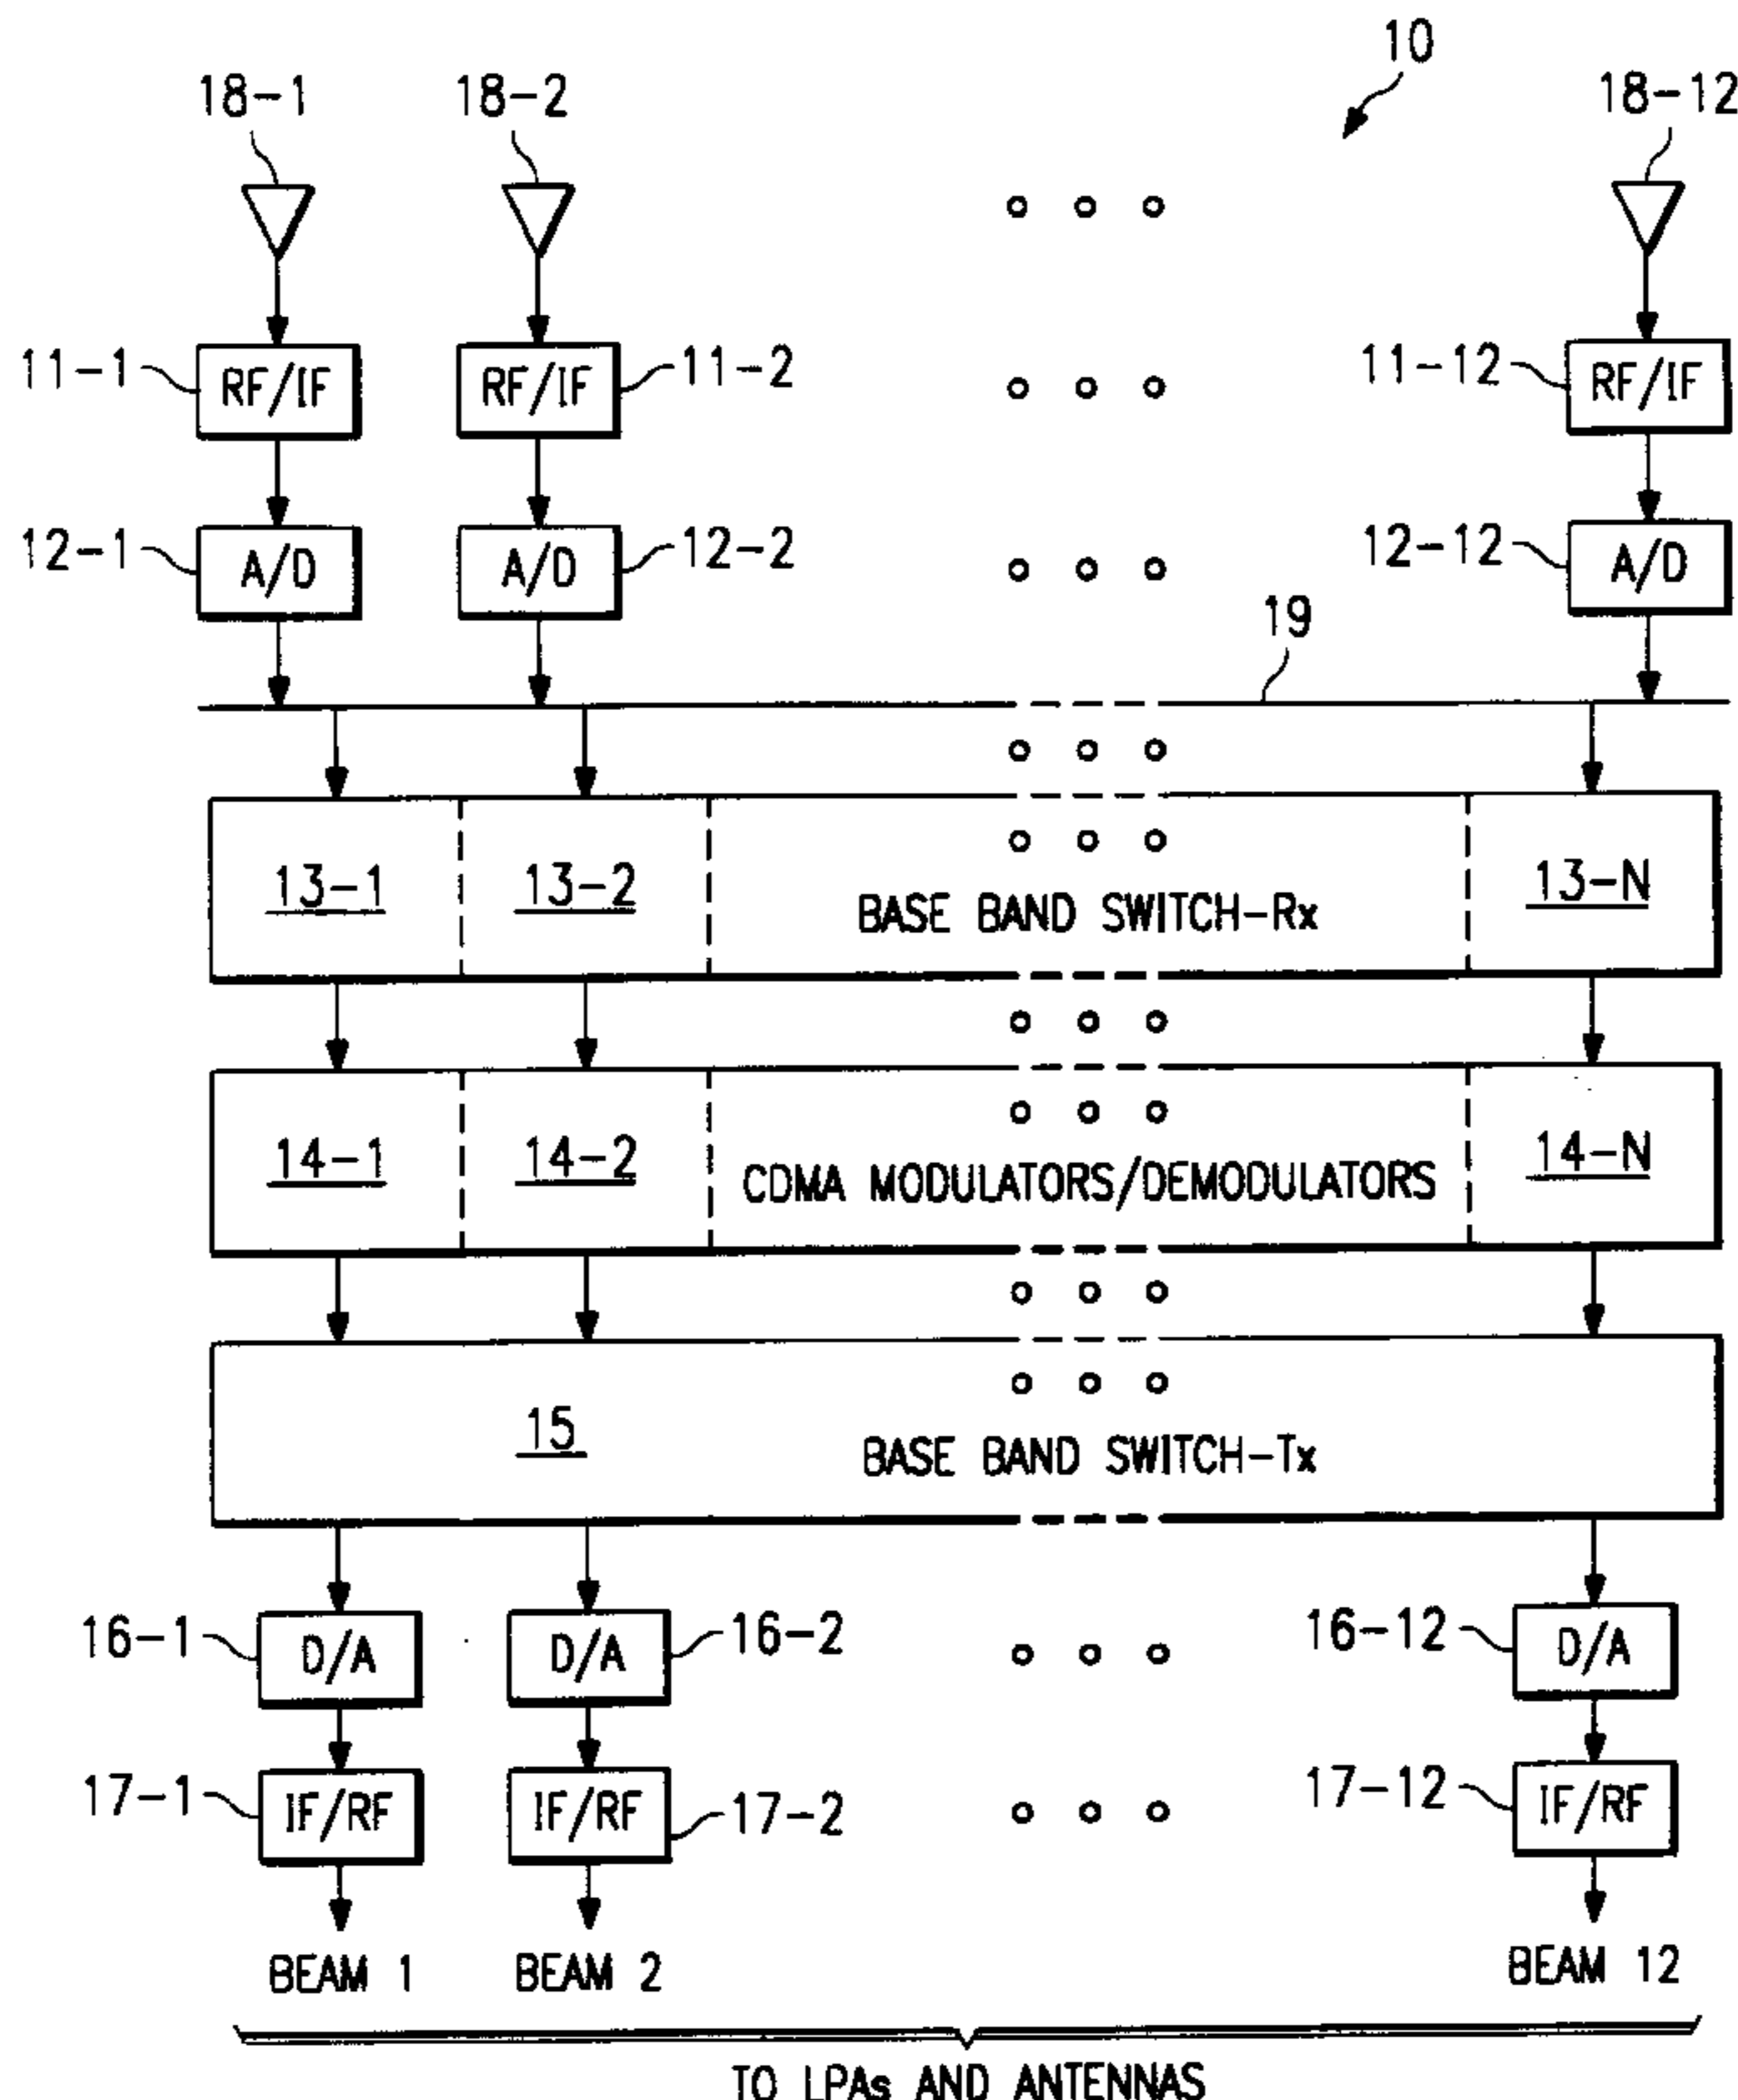 10
18-1 18-2 18-12
11-1 RF/IF RF/IF 11-2 11-12 RF/IF
12-1 A/D A/D 12-2 12-12 A/D
19
13-1 13-2 BASE BAND SWITCH-Rx 13-N
14-1 14-2 CDMA MODULATORS/DEMODULATORS 14-N
15 BASE BAND SWITCH-Tx
16-1 D/A D/A 16-2 16-12 D/A
17-1 IF/RF IF/RF 17-2 17-12 IF/RF
BEAM 1 BEAM 2 BEAM 12
TO LPAs AND ANTENNAS